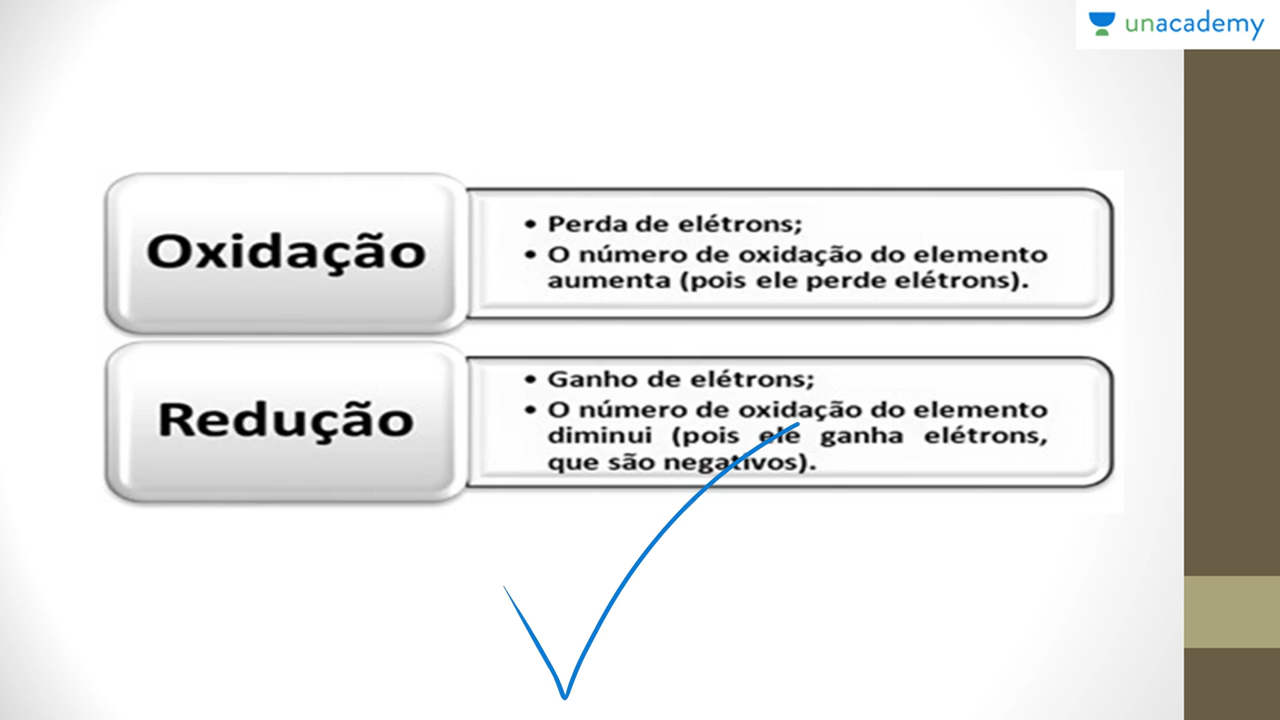 unacademy
Oxidação
• Perda de elétrons;
• O número de oxidação do elemento
aumenta (pois ele perde elétrons).
Redução
• Ganho de elétrons;
• O número de oxidação do elemento
diminui (pois ele ganha elétrons,
que são negativos).